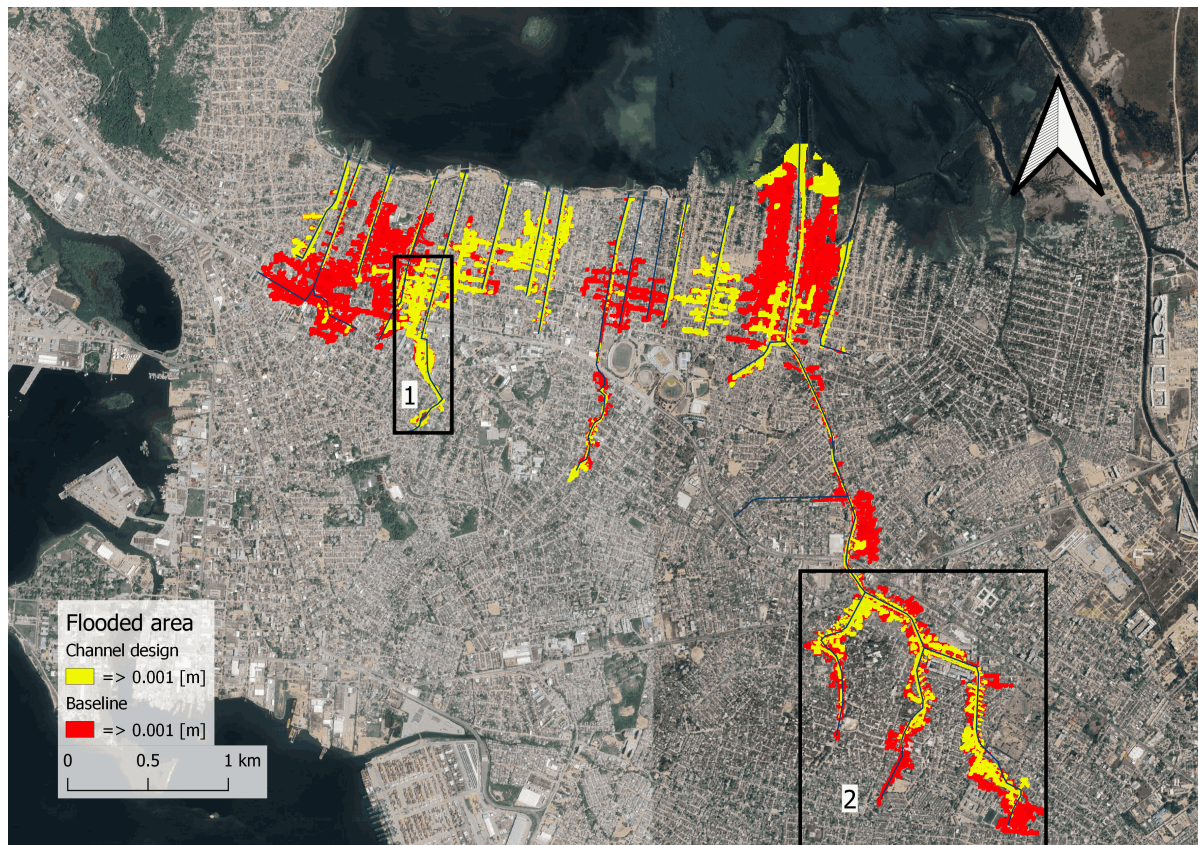 1
2
Flooded area
Channel design
=> 0.001 [m]
Baseline
=> 0.001 [m]
0 0.5 1 km